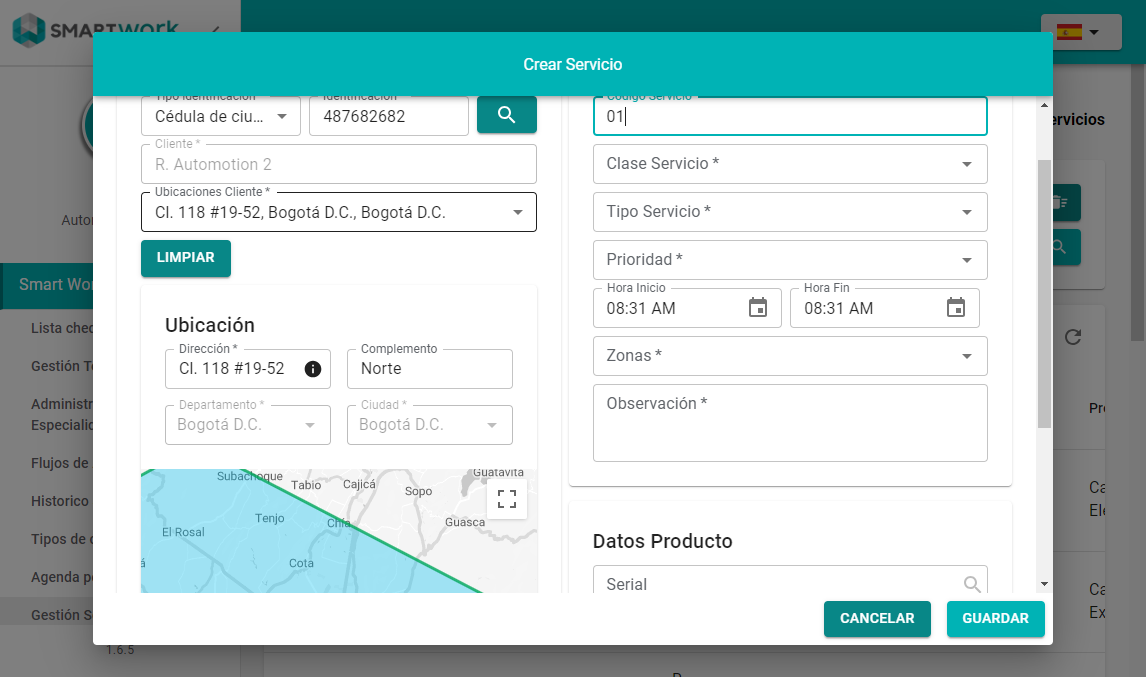 SMARTWORK
Crear Servicio
ervicios
Tipo Identificación
Cédula de ciu...
Identificación
487682682
Cliente *
R. Automotion 2
Ubicaciones Cliente *
Cl. 118 #19-52, Bogotá D.C., Bogotá D.C.
LIMPIAR
Ubicación
Dirección *
Cl. 118 #19-52
Complemento
Norte
Departamento *
Bogotá D.C.
Ciudad *
Bogotá D.C.
Subachoque
Tabio
Cajicá
Sopo
Guatavita
El Rosal
Tenjo
Chía
Guasca
Cota
Código Servicio
01
Clase Servicio *
Tipo Servicio *
Prioridad *
Hora Inicio
08:31 AM
Hora Fin
08:31 AM
Zonas *
Observación *
Datos Producto
Serial
CANCELAR
GUARDAR
Autor
Smart Wor
Lista chec
Gestión Té
Administr
Especialid
Flujos de
Historico
Tipos de
Agenda p
Gestión S
1.6.5
Pr
Ca
Ele
Ca
Ex